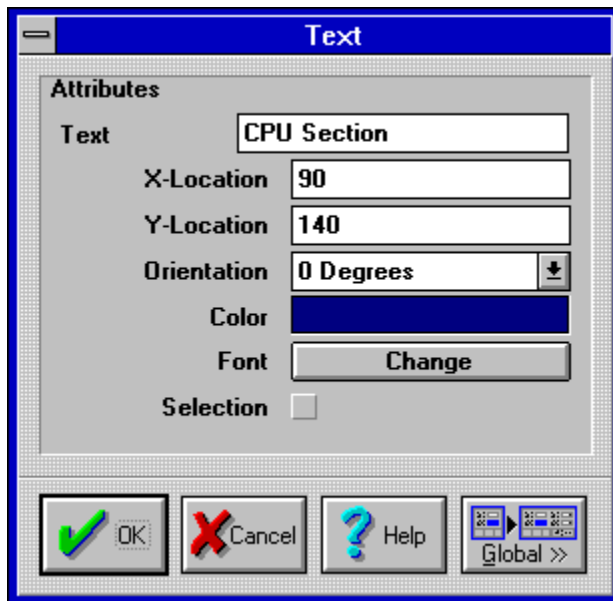 Text
Attributes
Text CPU Section
X-Location 90
Y-Location 140
Orientation 0 Degrees
Color
Font Change
Selection
OK Cancel Help Global >>